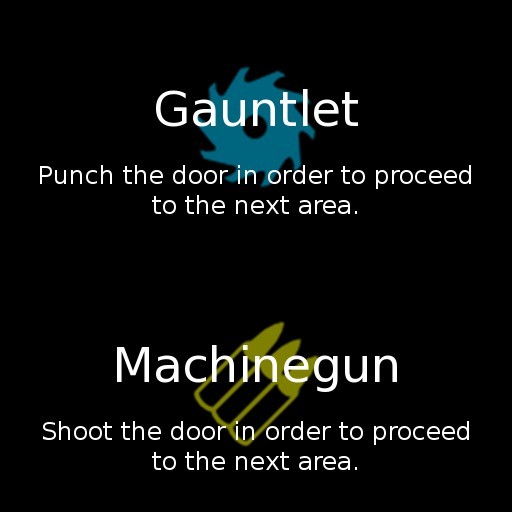 Gauntlet
Punch the door in order to proceed
to the next area.
Machinegun
Shoot the door in order to proceed
to the next area.